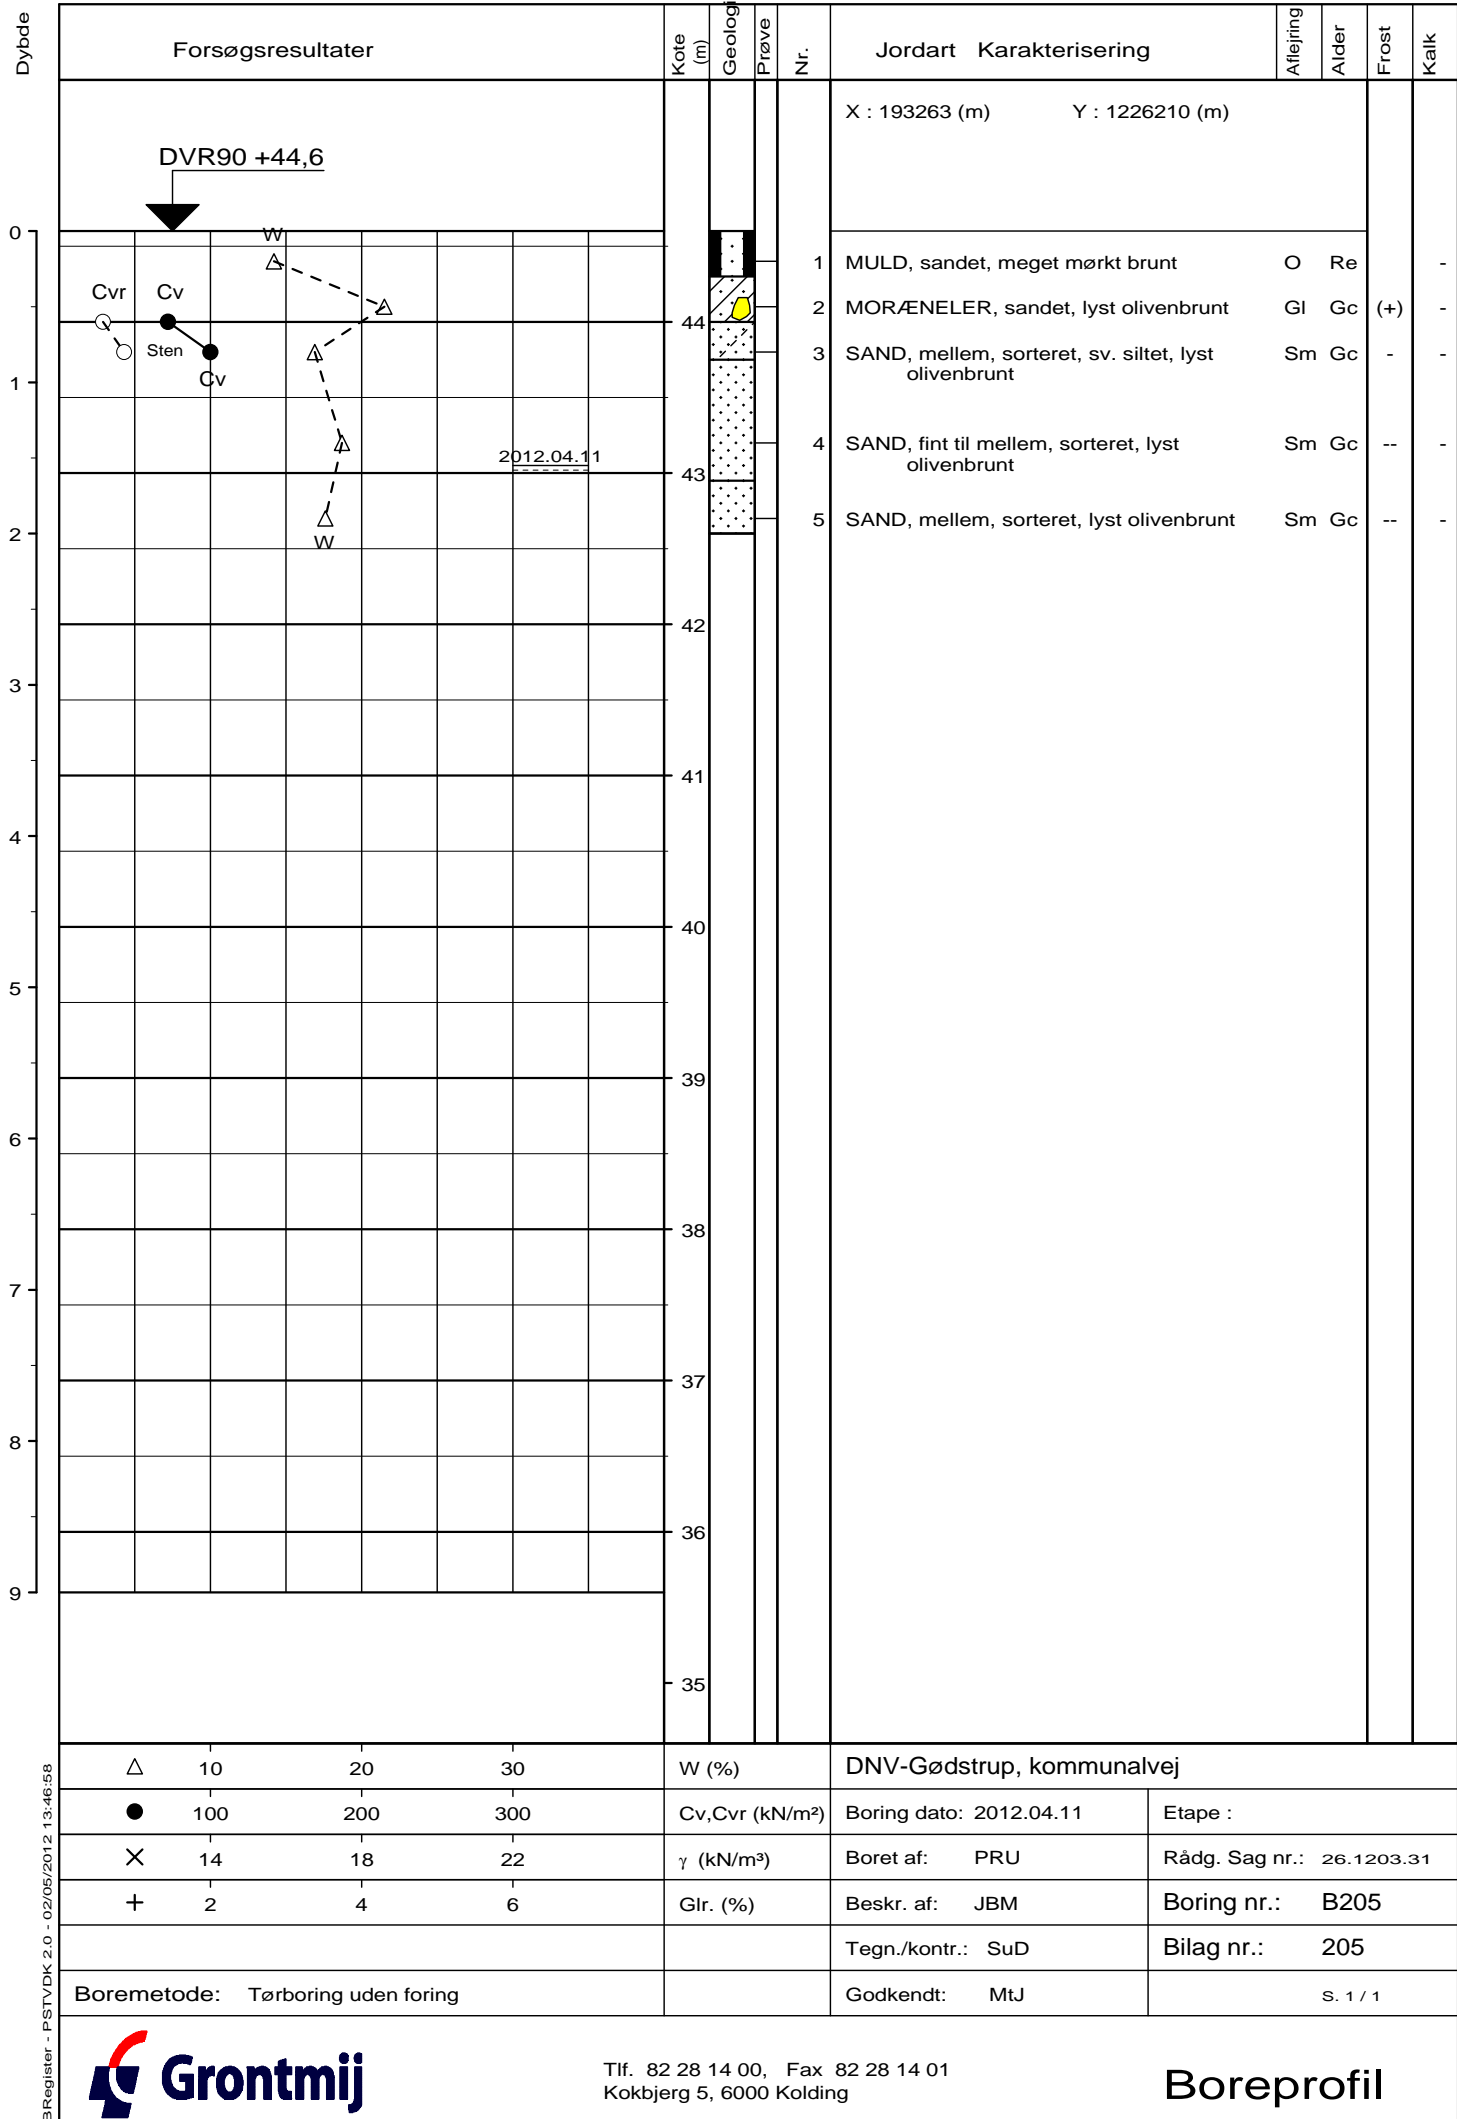 Dybde
Forsøgsresultater
Kote (m)
Geologi
Prøve
Nr.
Jordart Karakterisering
Aflejring
Alder
Frost
Kalk
X : 193263 (m) Y : 1226210 (m)
DVR90 +44,6
0
W
1 MULD, sandet, meget mørkt brunt O Re -
Cvr Cv
2 MORÆNELER, sandet, lyst olivenbrunt Gl Gc (+) -
44
Sten
3 SAND, mellem, sorteret, sv. siltet, lyst Sm Gc - -
olivenbrunt
1
Cv
4 SAND, fint til mellem, sorteret, lyst Sm Gc -- -
olivenbrunt
2012.04.11
43
5 SAND, mellem, sorteret, lyst olivenbrunt Sm Gc -- -
2
W
42
3
41
4
40
5
39
6
38
7
37
8
36
9
35
10 20 30 W (%)
100 200 300 Cv,Cvr (kN/m²)
14 18 22 γ (kN/m³)
2 4 6 Glr. (%)
DNV-Gødstrup, kommunalvej
Boring dato: 2012.04.11 Etape :
Boret af: PRU Rådg. Sag nr.: 26.1203.31
Beskr. af: JBM Boring nr.: B205
Tegn./kontr.: SuD Bilag nr.: 205
Boremetode: Tørboring uden foring
Godkendt: MtJ S. 1 / 1
BRegister - PSTVDK 2.0 - 02/05/2012 13:46:58
Grontmij
Tlf. 82 28 14 00, Fax 82 28 14 01
Kokbjerg 5, 6000 Kolding
Boreprofil